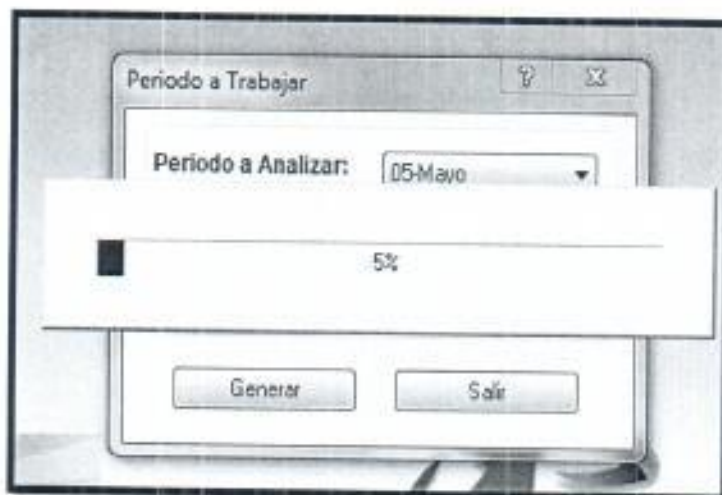 Periodo a Trabajar
Periodo a Analizar:
05-Mayo
5%
Generar
Salir